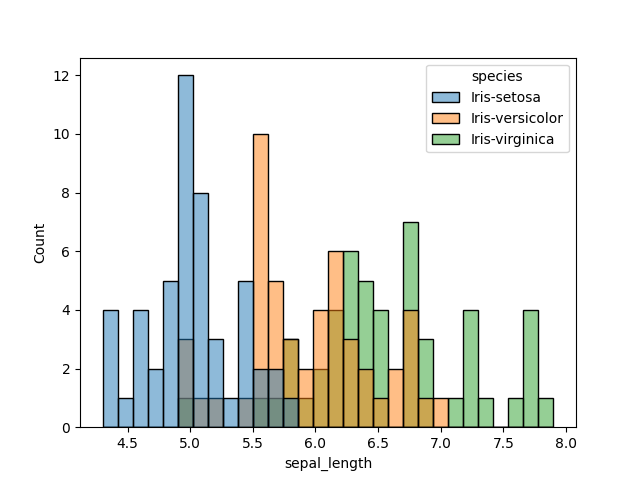 species
Iris-setosa
Iris-versicolor
Iris-virginica
12
10
8
6
4
2
0
Count
4.5 5.0 5.5 6.0 6.5 7.0 7.5 8.0
sepal_length